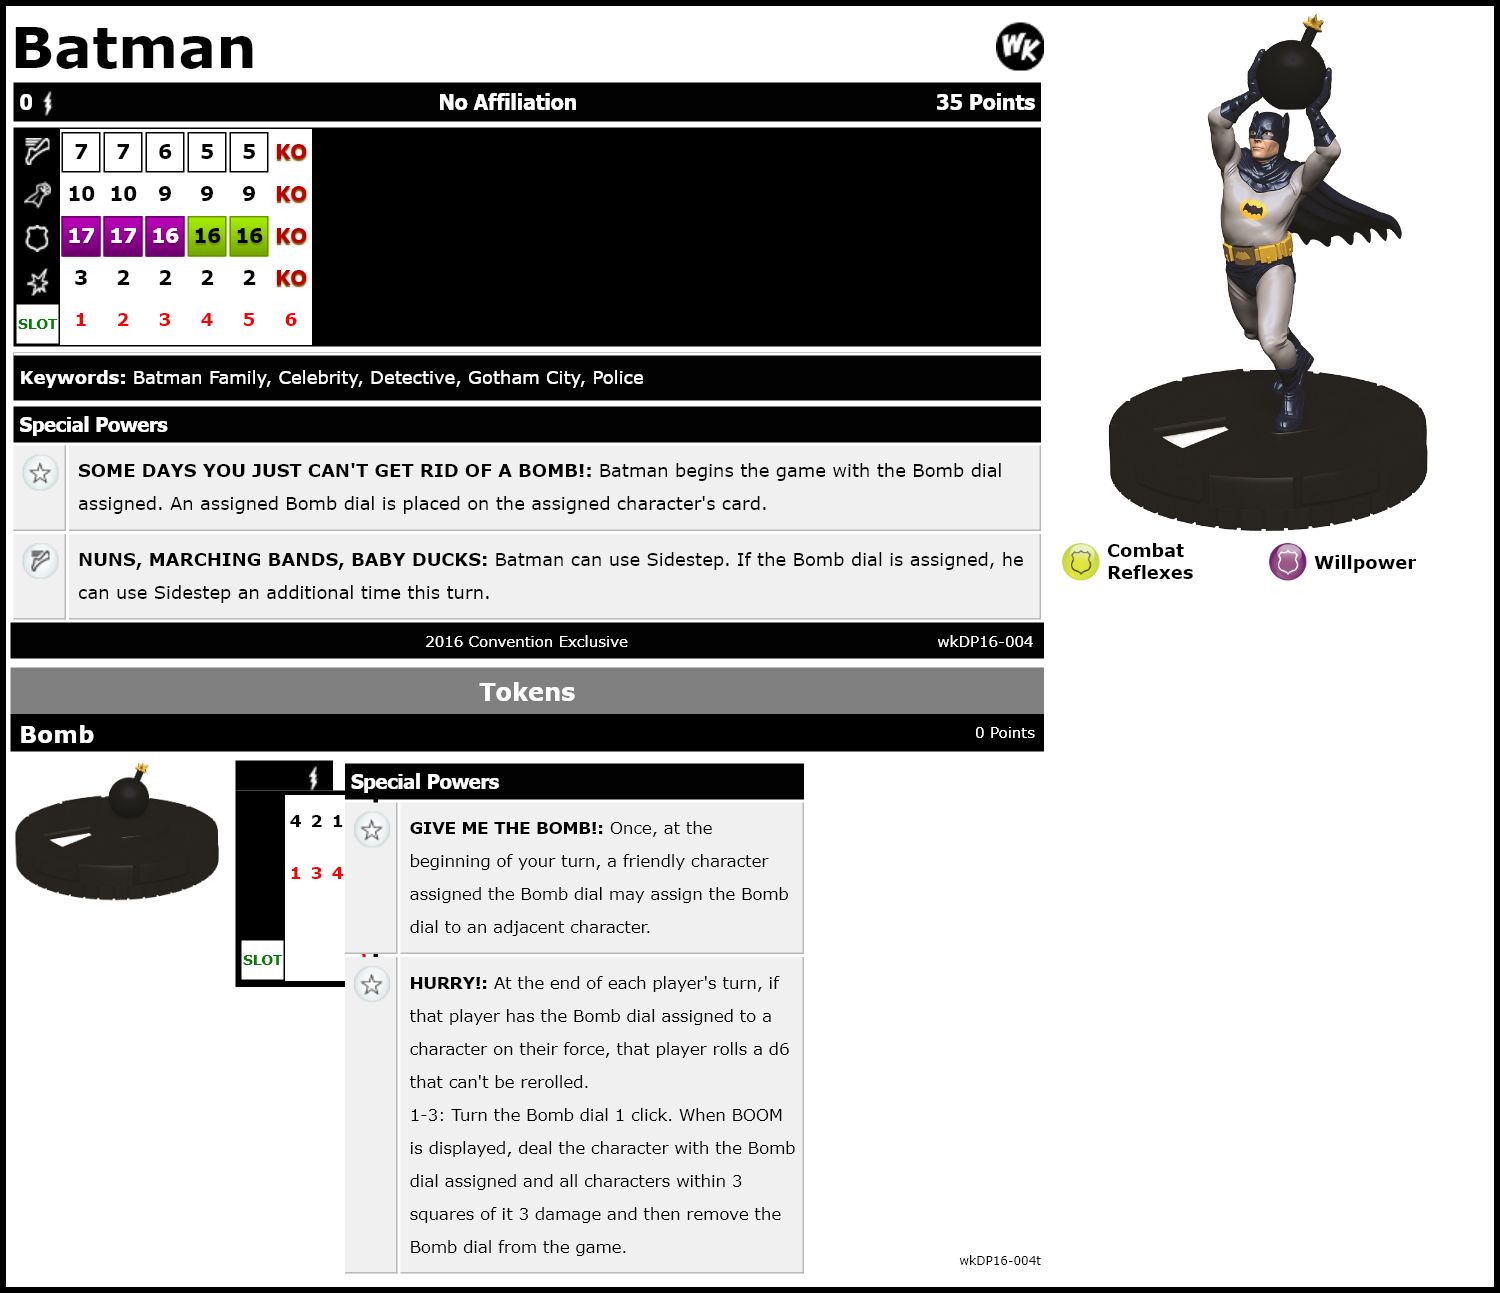 Batman
WK
0 No Affiliation 35 Points
7 7 6 5 5 KO
10 10 9 9 9 KO
17 17 16 16 16 KO
3 2 2 2 2 KO
SLOT 1 2 3 4 5 6
Keywords: Batman Family, Celebrity, Detective, Gotham City, Police
Special Powers
SOME DAYS YOU JUST CAN'T GET RID OF A BOMB!: Batman begins the game with the Bomb dial
assigned. An assigned Bomb dial is placed on the assigned character's card.
NUNS, MARCHING BANDS, BABY DUCKS: Batman can use Sidestep. If the Bomb dial is assigned, he
can use Sidestep an additional time this turn.
2016 Convention Exclusive wkDP16-004
Combat
Reflexes
Willpower
Tokens
Bomb 0 Points
4 2 1
1 3 4
SLOT
Special Powers
GIVE ME THE BOMB!: Once, at the
beginning of your turn, a friendly character
assigned the Bomb dial may assign the Bomb
dial to an adjacent character.
HURRY!: At the end of each player's turn, if
that player has the Bomb dial assigned to a
character on their force, that player rolls a d6
that can't be rerolled.
1-3: Turn the Bomb dial 1 click. When BOOM
is displayed, deal the character with the Bomb
dial assigned and all characters within 3
squares of it 3 damage and then remove the
Bomb dial from the game.
wkDP16-004t